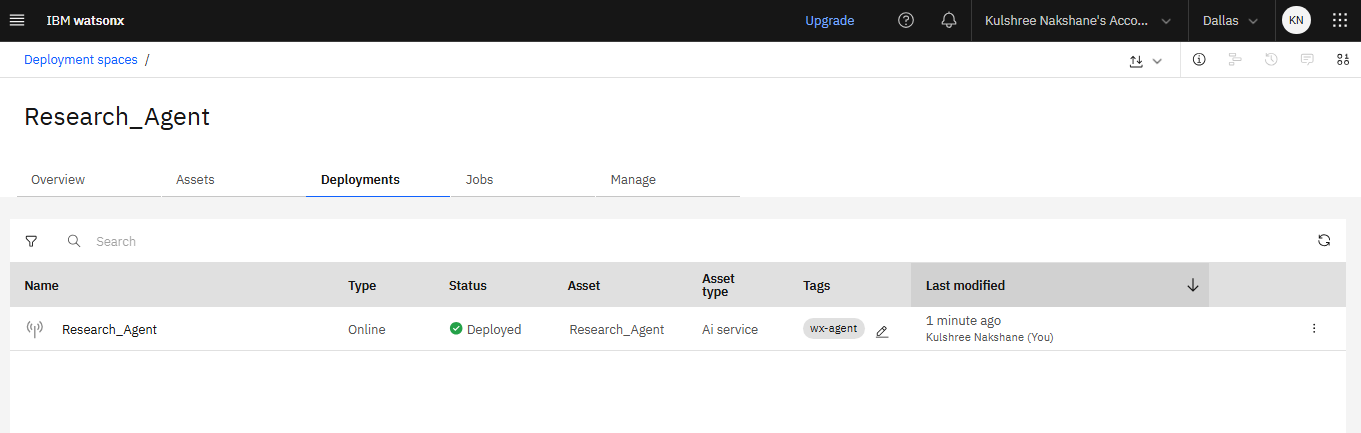 IBM watsonx
Upgrade
Kulshree Nakshane's Acco...
Dallas
KN
Deployment spaces /
Research_Agent
Overview
Assets
Deployments
Jobs
Manage
Search
Name
Type
Status
Asset
Asset
type
Tags
Last modified
Research_Agent
Online
Deployed
Research_Agent
Ai service
wx-agent
1 minute ago
Kulshree Nakshane (You)